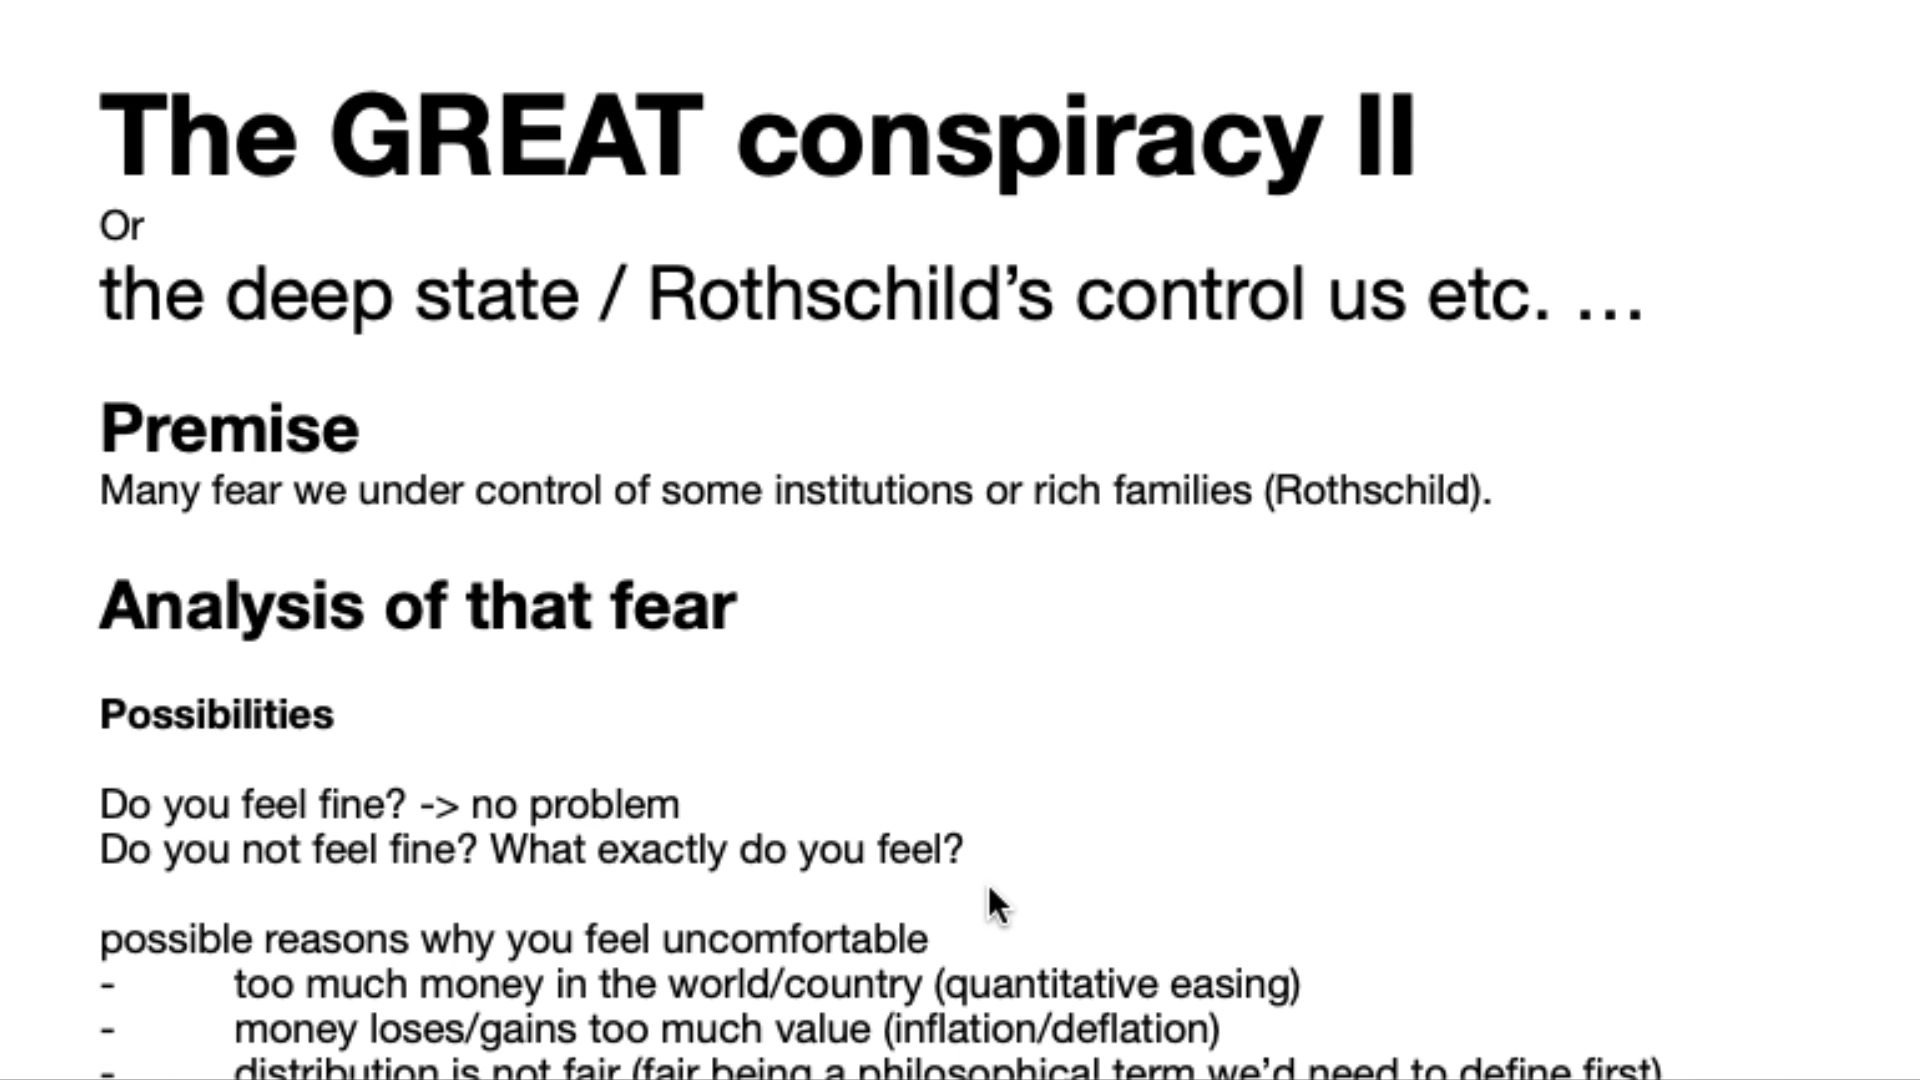 The GREAT conspiracy II
Or
the deep state / Rothschild’s control us etc. …
Premise
Many fear we under control of some institutions or rich families (Rothschild).
Analysis of that fear
Possibilities
Do you feel fine? -> no problem
Do you not feel fine? What exactly do you feel?
possible reasons why you feel uncomfortable
- too much money in the world/country (quantitative easing)
- money loses/gains too much value (inflation/deflation)
- distribution is not fair (fair being a philosophical term we’d need to define first)